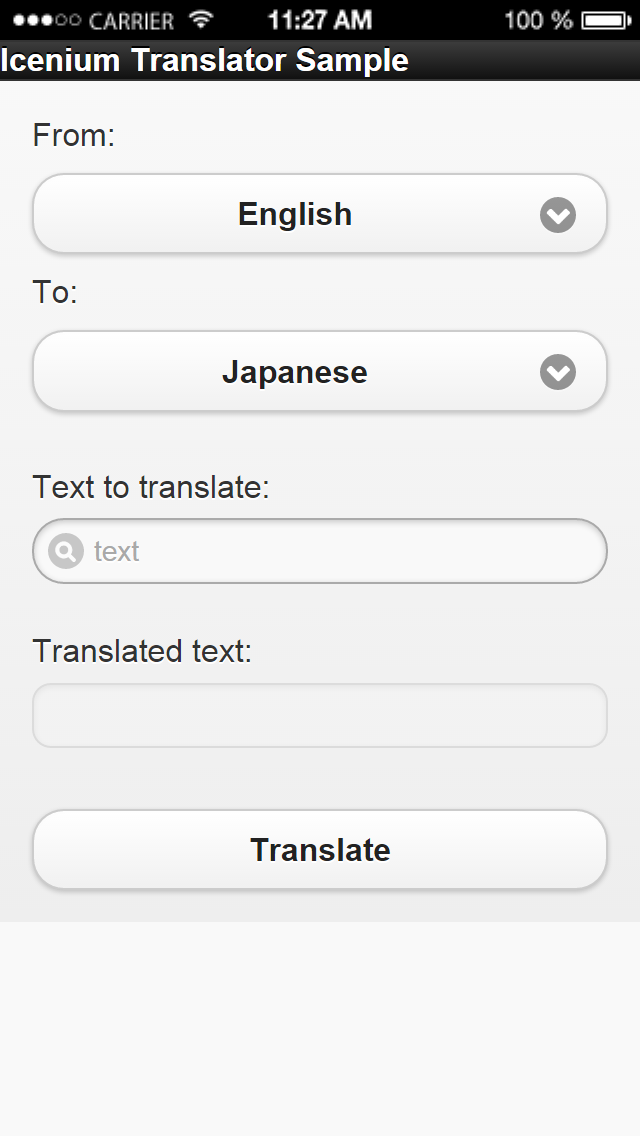 CARRIER 11:27 AM 100 %
Icenium Translator Sample
From:
English
To:
Japanese
Text to translate:
text
Translated text:
Translate